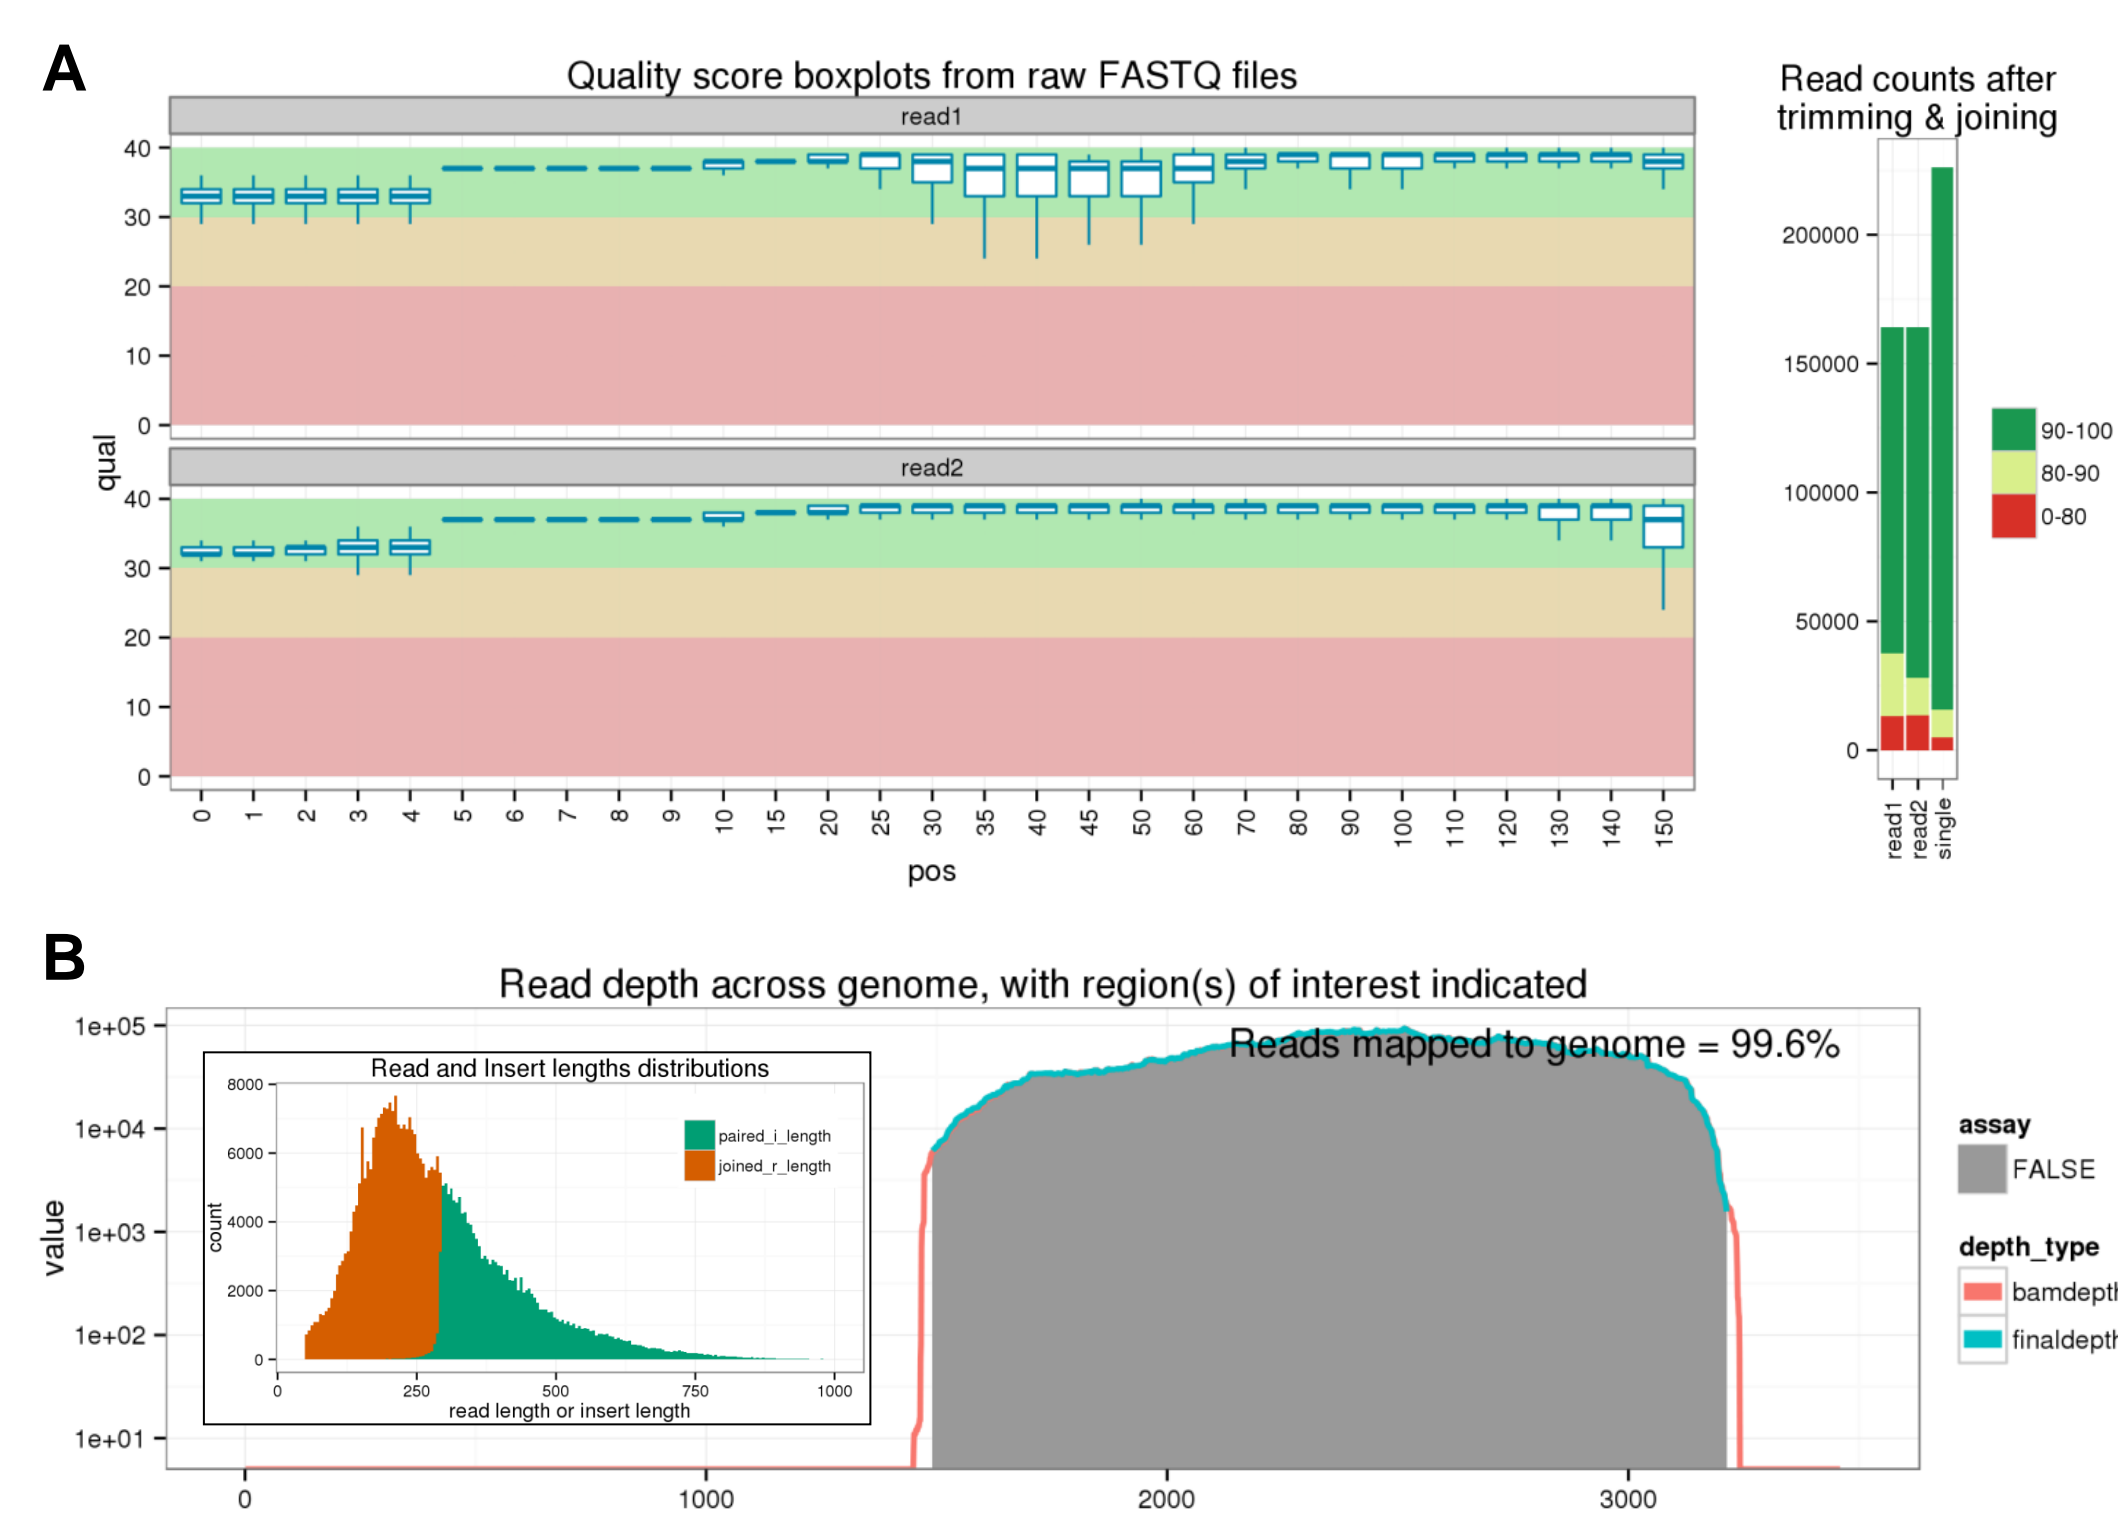 A
Quality score boxplots from raw FASTQ files
read1
40
30
20
10
0
qual
read2
40
30
20
10
0
0 1 2 3 4 5 6 7 8 9 10 15 20 25 30 35 40 45 50 60 70 80 90 100 110 120 130 140 150
pos
Read counts after
trimming & joining
200000
150000
100000
50000
0
read1 read2 single
90-100
80-90
0-80
B
Read depth across genome, with region(s) of interest indicated
Reads mapped to genome = 99.6%
1e+05
1e+04
1e+03
1e+02
1e+01
value
0 1000 2000 3000
Read and Insert lengths distributions
8000
6000
4000
2000
0
count
paired_i_length
joined_r_length
0 250 500 750 1000
read length or insert length
assay
FALSE
depth_type
bamdepth
finaldepth